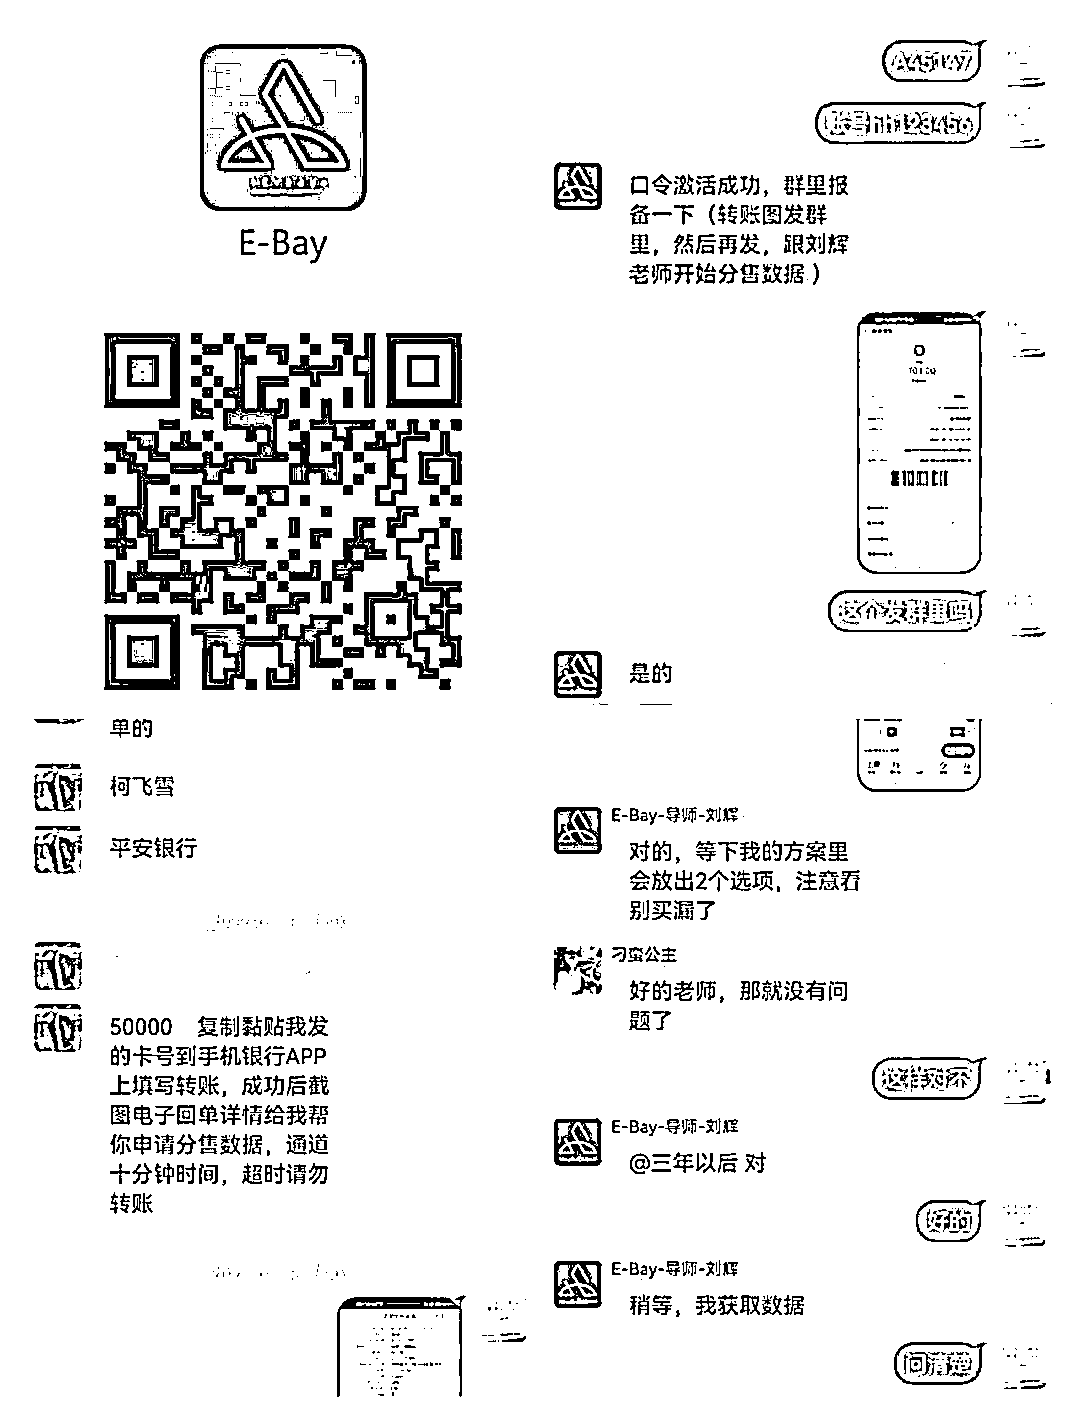 E-Bay
A45147
账号hh123456
口令激活成功，群里报
备一下（转账图发群
里，然后再发，跟刘辉
老师开始分售数据）
这个发群里吗
是的
单的
柯飞雪
平安银行
50000 复制黏贴我发
的卡号到手机银行APP
上填写转账，成功后截
图电子回单详情给我帮
你申请分售数据，通道
十分钟时间，超时请勿
转账
E-Bay-导师-刘辉
对的，等下我的方案里
会放出2个选项，注意看
别买漏了
刁蛮公主
好的老师，那就没有问
题了
这样对不
E-Bay-导师-刘辉
@三年以后 对
好的
E-Bay-导师-刘辉
稍等，我获取数据
问清楚